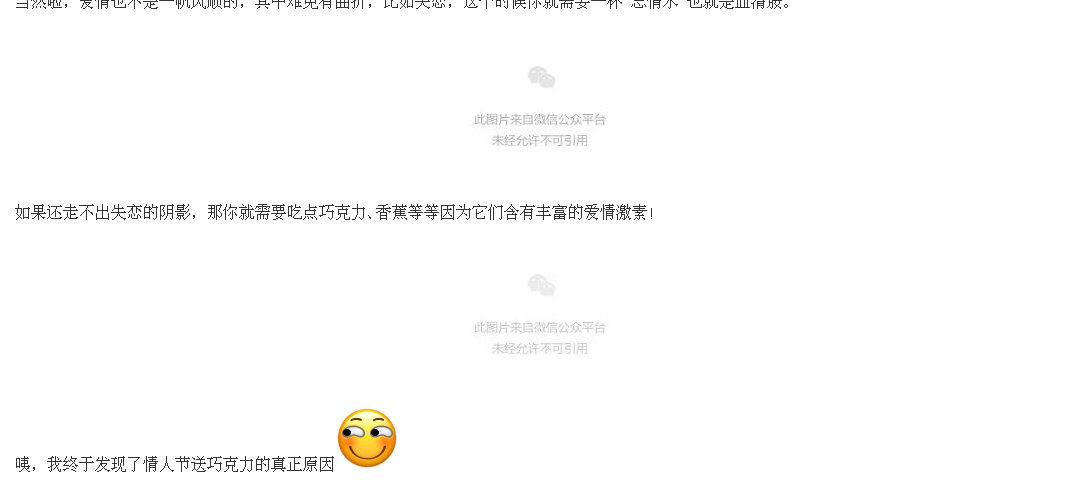 当然啦，爱情也不是一帆风顺的，其中难免有曲折，比如失恋，这个时候你就需要一杯"忘情水"也就是血清胺。
此图片来自微信公众平台
未经允许不可引用
如果还走不出失恋的阴影，那你就需要吃点巧克力、香蕉等等因为它们含有丰富的爱情激素！
此图片来自微信公众平台
未经允许不可引用
咦，我终于发现了情人节送巧克力的真正原因